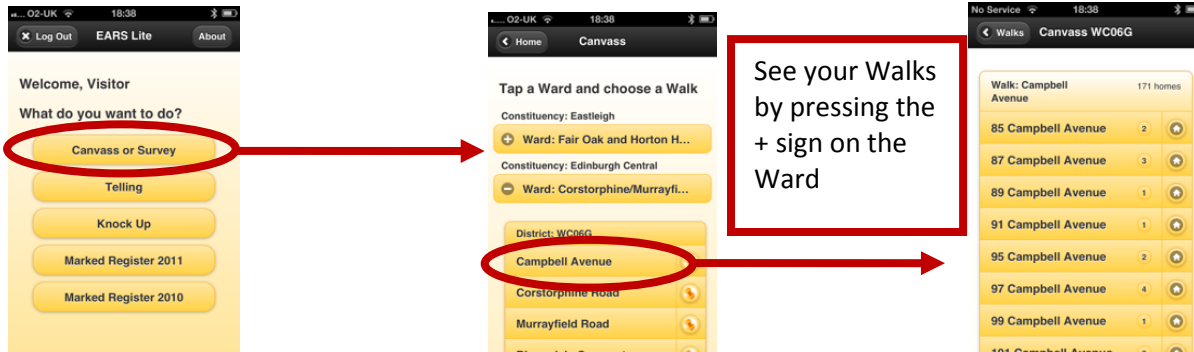 O2-UK 18:38
Log Out EARS Lite About
Welcome, Visitor
What do you want to do?
Canvass or Survey
Telling
Knock Up
Marked Register 2011
Marked Register 2010
O2-UK 18:38
Home Canvass
Tap a Ward and choose a Walk
Constituency: Eastleigh
Ward: Fair Oak and Horton H...
Constituency: Edinburgh Central
Ward: Corstorphine/Murrayfi...
District: WC06G
Campbell Avenue
Corstorphine Road
Murrayfield Road
See your Walks
by pressing the
+ sign on the
Ward
No Service 18:38
Walks Canvass WC06G
Walk: Campbell
Avenue
171 homes
85 Campbell Avenue 2
87 Campbell Avenue 3
89 Campbell Avenue 1
91 Campbell Avenue 1
95 Campbell Avenue 2
97 Campbell Avenue 4
99 Campbell Avenue 1
101 Campbell Avenue